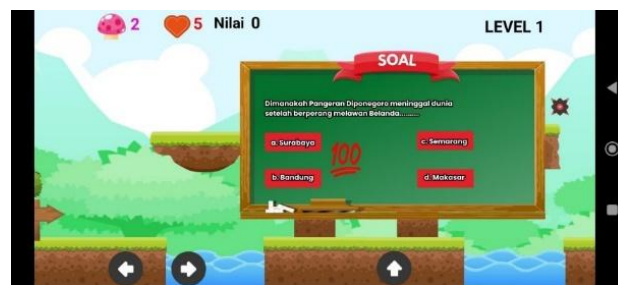 2 5 Nilai 0 LEVEL 1
SOAL
Dimanakah Pangeran Diponegoro meninggal dunia
setelah berperang melawan Belanda.........
a. Surabaya
c. Semarang
100
b. Bandung
d. Makasar